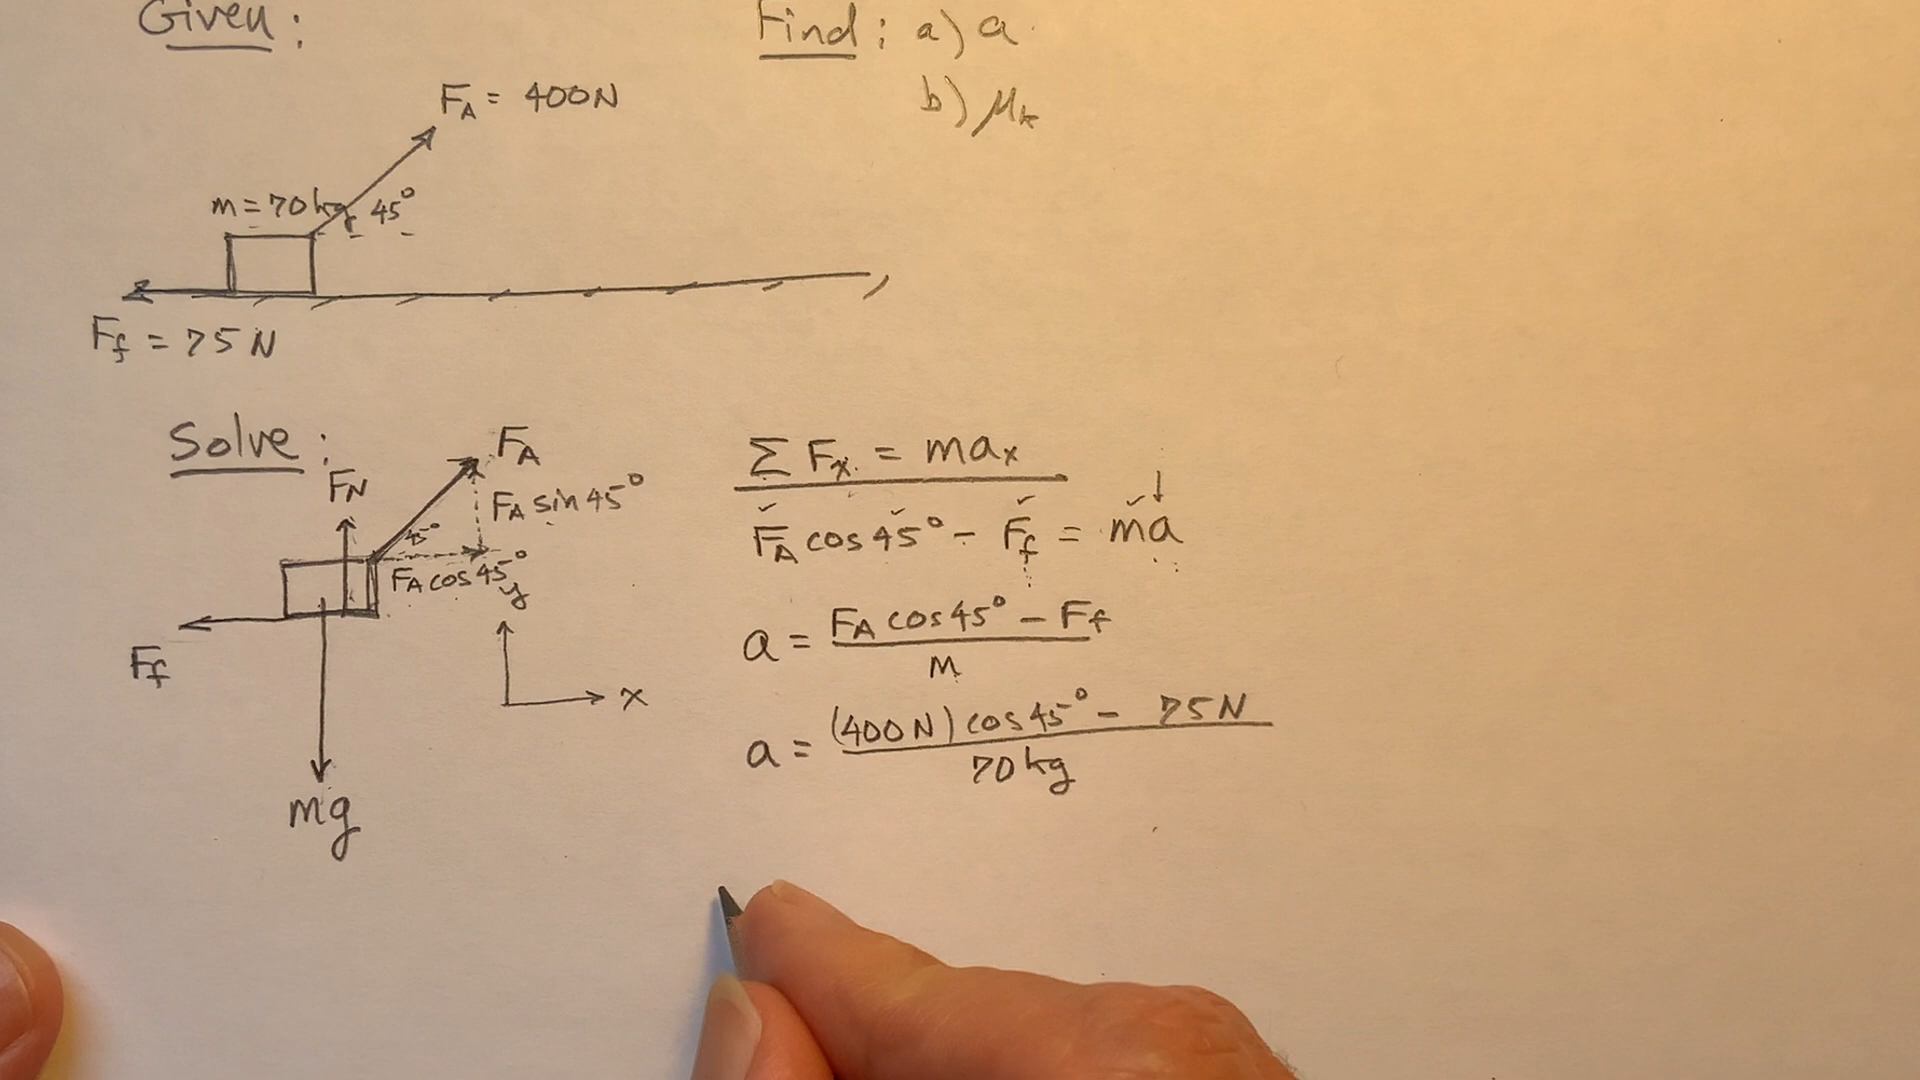 Given:
Find: a) a
b) μk
FA = 400N
m=70kg 45°
Ff = 75N
Solve:
FN
FA
FA sin 45°
45°
FA cos 45°
Ff
mg
y
x
Σ Fx = max
FA cos 45° - Ff = ma
a = FA cos 45° - Ff
m
a = (400N) cos 45° - 75N
70kg